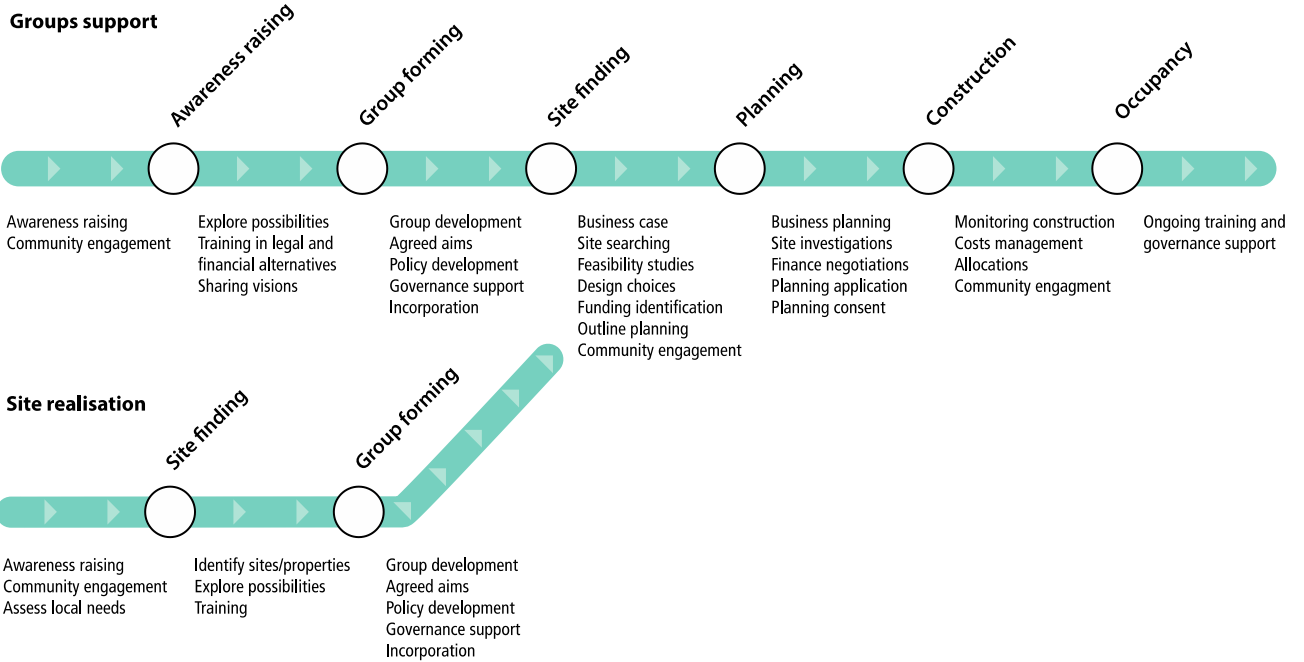 Groups support
Awareness raising
Group forming
Site finding
Planning
Construction
Occupancy
Awareness raising
Community engagement
Explore possibilities
Training in legal and
financial alternatives
Sharing visions
Group development
Agreed aims
Policy development
Governance support
Incorporation
Business case
Site searching
Feasibility studies
Design choices
Funding identification
Outline planning
Community engagement
Business planning
Site investigations
Finance negotiations
Planning application
Planning consent
Monitoring construction
Costs management
Allocations
Community engagment
Ongoing training and
governance support
Site realisation
Site finding
Group forming
Awareness raising
Community engagement
Assess local needs
Identify sites/properties
Explore possibilities
Training
Group development
Agreed aims
Policy development
Governance support
Incorporation